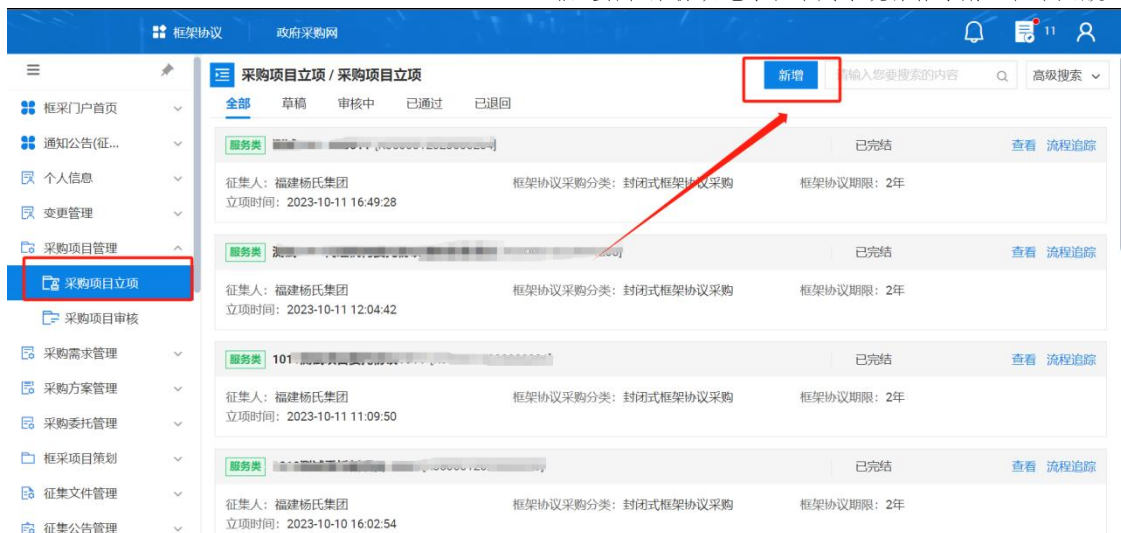 框架协议 政府采购网 11
采购项目立项 / 采购项目立项 新增 请输入您要搜索的内容 高级搜索
全部 草稿 审核中 已通过 已退回
框采门户首页
通知公告(征...
个人信息
变更管理
采购项目管理
采购项目立项
采购项目审核
采购需求管理
采购方案管理
采购委托管理
框采项目策划
征集文件管理
征集公告管理
服务类 已完结 查看 流程追踪
征集人：福建杨氏集团 框架协议采购分类：封闭式框架协议采购 框架协议期限：2年
立项时间：2023-10-11 16:49:28
服务类 已完结 查看 流程追踪
征集人：福建杨氏集团 框架协议采购分类：封闭式框架协议采购 框架协议期限：2年
立项时间：2023-10-11 12:04:42
服务类 101 已完结 查看 流程追踪
征集人：福建杨氏集团 框架协议采购分类：封闭式框架协议采购 框架协议期限：2年
立项时间：2023-10-11 11:09:50
服务类 已完结 查看 流程追踪
征集人：福建杨氏集团 框架协议采购分类：封闭式框架协议采购 框架协议期限：2年
立项时间：2023-10-10 16:02:54